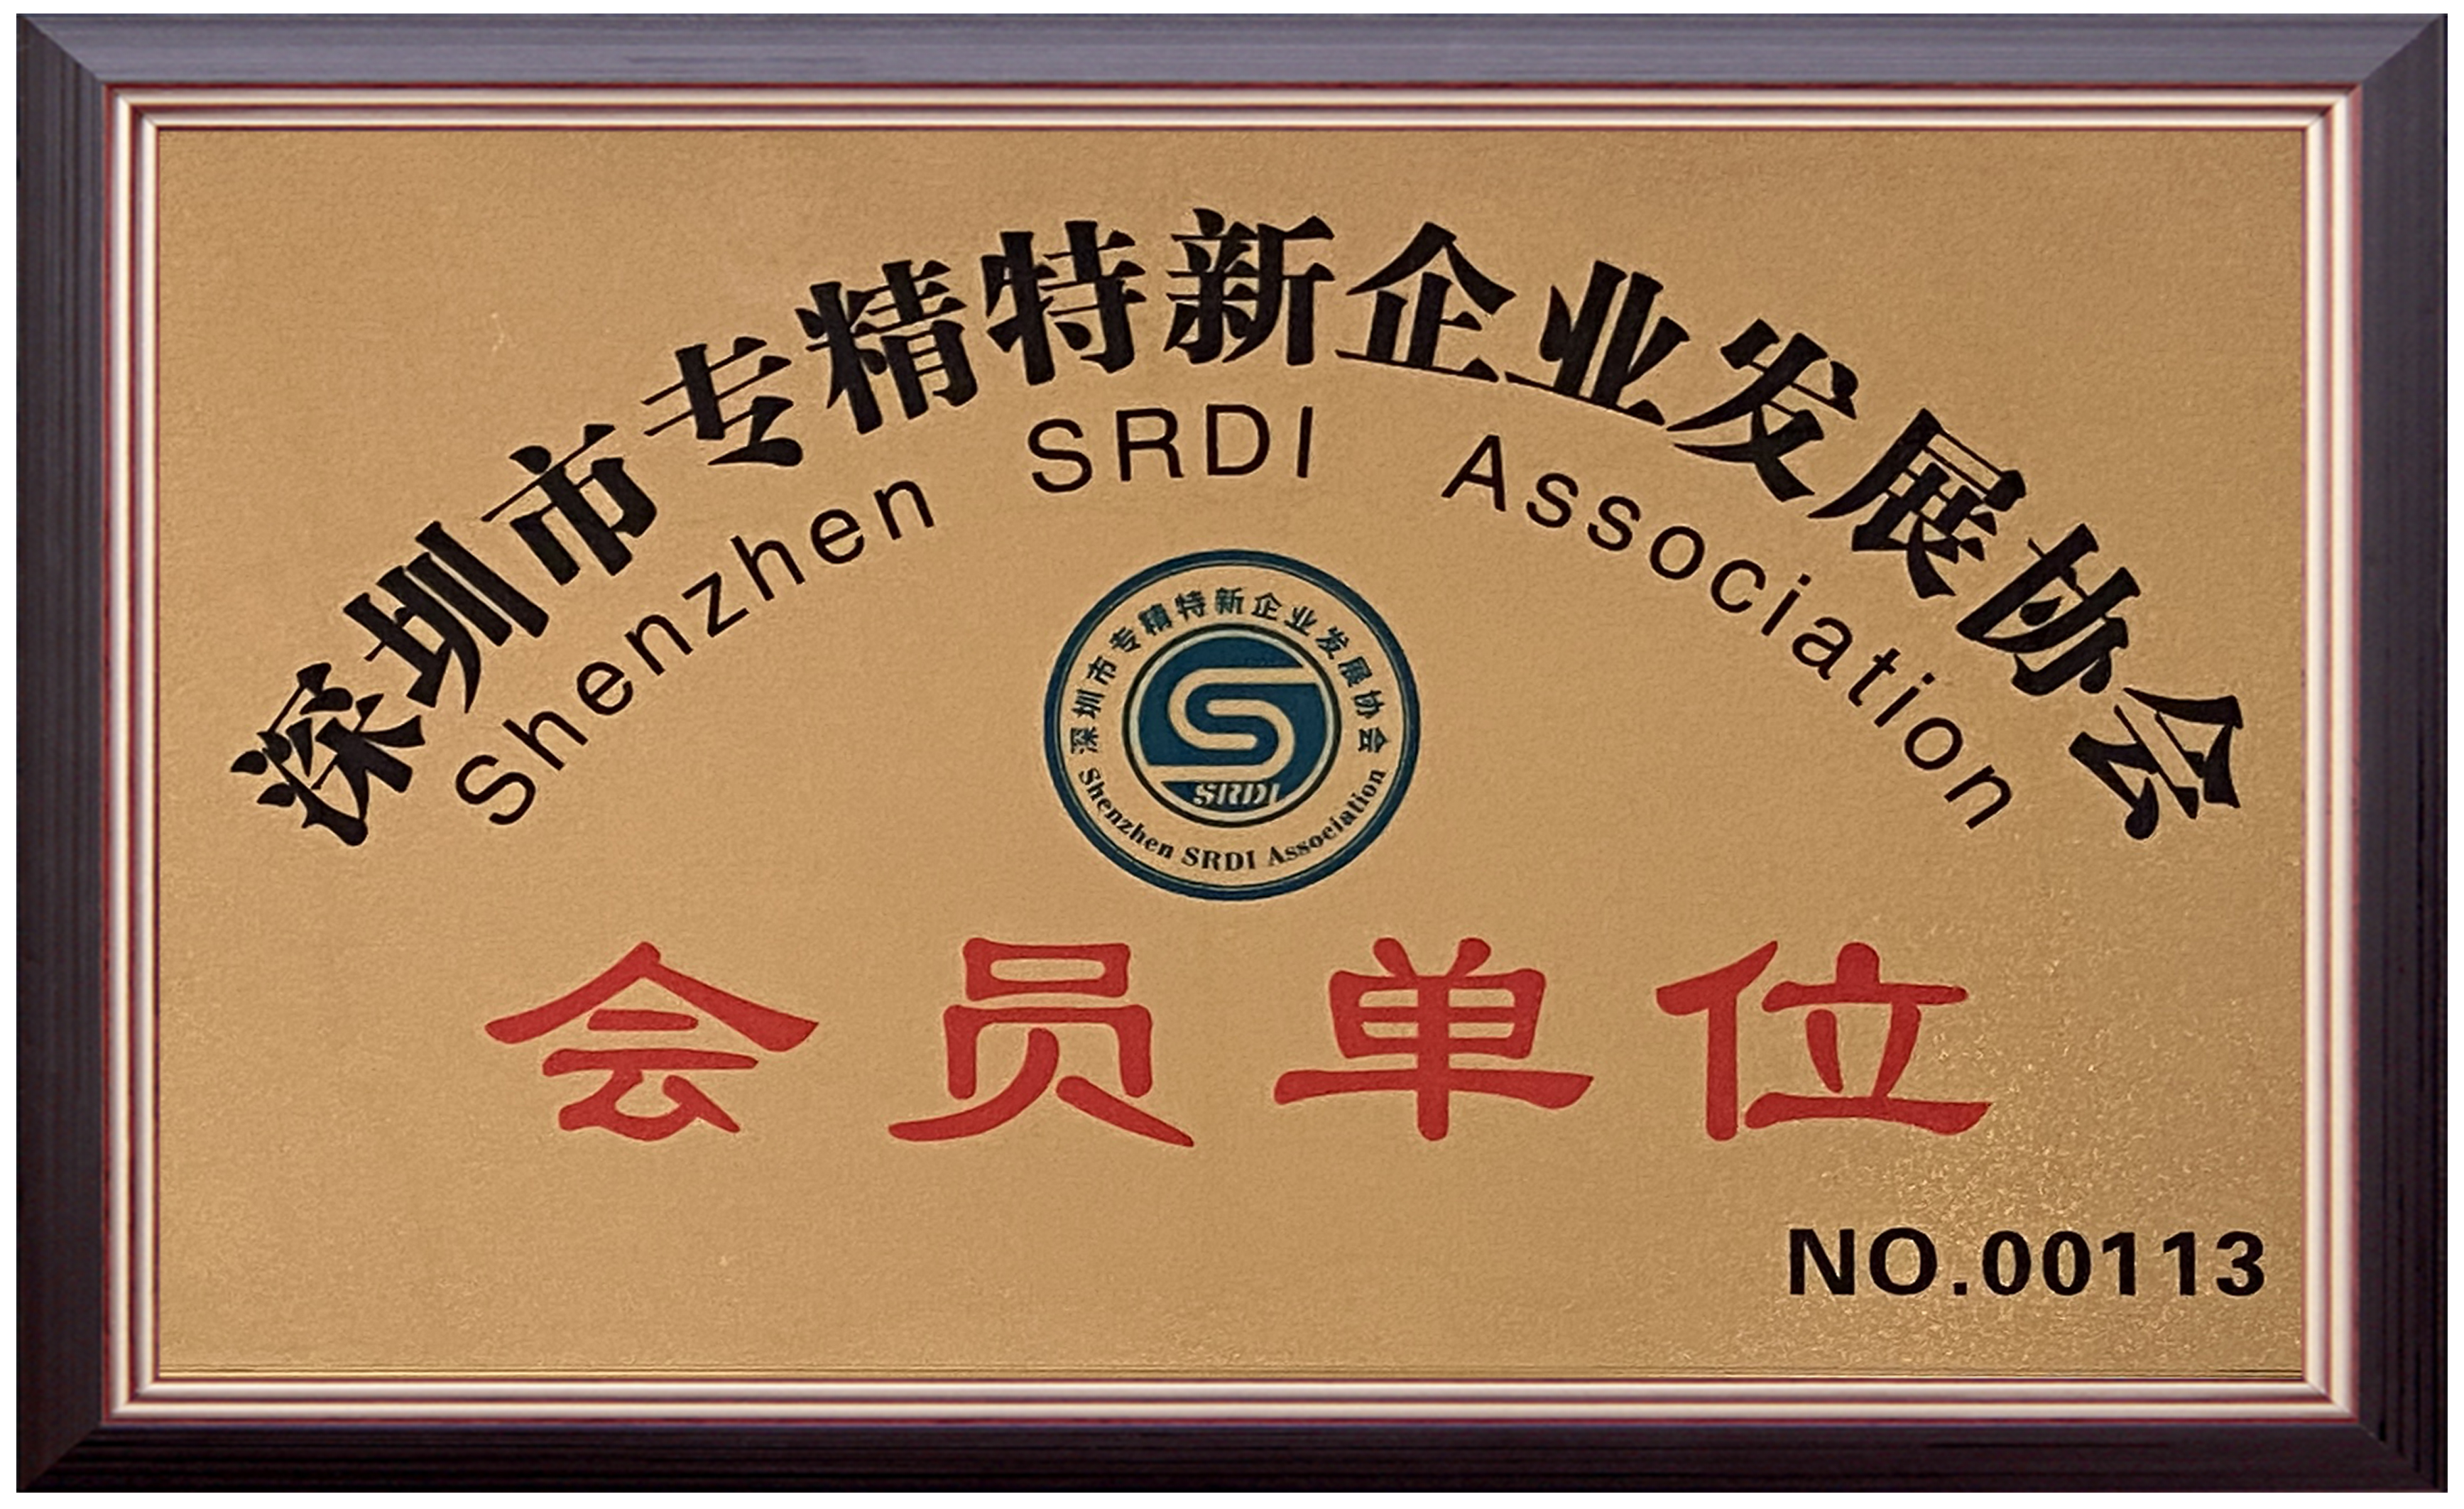 深圳市专精特新企业发展协会
Shenzhen SRDI Association
深圳市专精特新企业发展协会
SRDI
Shenzhen SRDI Association
会员单位
NO.00113